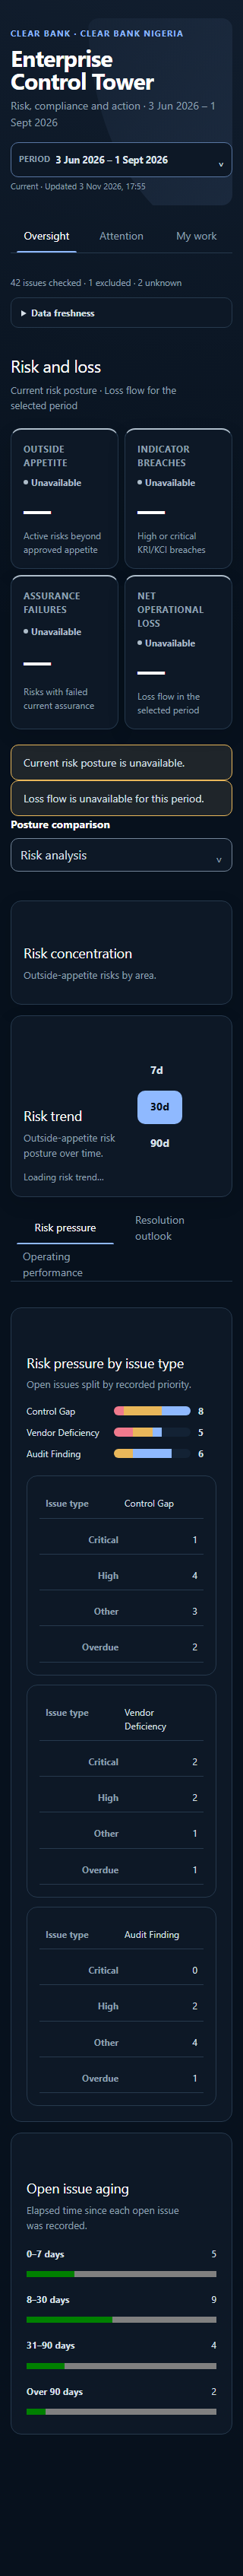 CLEAR BANK · CLEAR BANK NIGERIA
Enterprise
Control Tower
Risk, compliance and action · 3 Jun 2026 – 1
Sept 2026
PERIOD 3 Jun 2026 – 1 Sept 2026
Current · Updated 3 Nov 2026, 17:55
Oversight Attention My work
42 issues checked · 1 excluded · 2 unknown
Data freshness
Risk and loss
Current risk posture · Loss flow for the
selected period
OUTSIDE
APPETITE
Unavailable
—
Active risks beyond
approved appetite
INDICATOR
BREACHES
Unavailable
—
High or critical
KRI/KCI breaches
ASSURANCE
FAILURES
Unavailable
—
Risks with failed
current assurance
NET
OPERATIONAL
LOSS
Unavailable
—
Loss flow in the
selected period
Current risk posture is unavailable.
Loss flow is unavailable for this period.
Posture comparison
Risk analysis
Risk concentration
Outside-appetite risks by area.
Risk trend
Outside-appetite risk
posture over time.
Loading risk trend...
7d
30d
90d
Risk pressure
Resolution
outlook
Operating
performance
Risk pressure by issue type
Open issues split by recorded priority.
Control Gap 8
Vendor Deficiency 5
Audit Finding 6
Issue type Control Gap
Critical 1
High 4
Other 3
Overdue 2
Issue type Vendor
Deficiency
Critical 2
High 2
Other 1
Overdue 1
Issue type Audit Finding
Critical 0
High 2
Other 4
Overdue 1
Open issue aging
Elapsed time since each open issue
was recorded.
0–7 days 5
8–30 days 9
31–90 days 4
Over 90 days 2